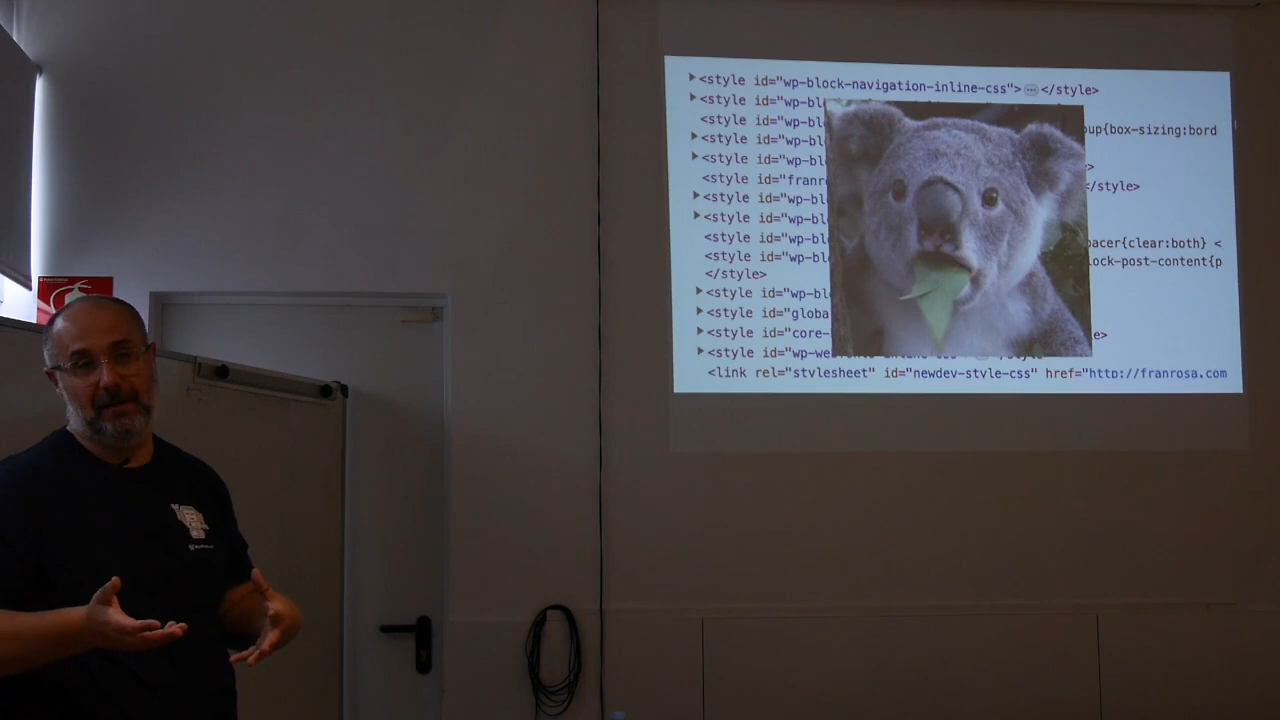 <style id="wp-block-navigation-inline-css">⋯</style>
<style id="wp-bl
<style id="wp-bl oup{box-sizing:bord
<style id="wp-bl
<style id="wp-bl >
<style id="franr </style>
<style id="wp-bl
<style id="wp-bl
<style id="wp-bl pacer{clear:both} <
<style id="wp-bl lock-post-content{p
</style>
<style id="wp-bl
<style id="globa
<style id="core- e>
<style id="wp-we
<link rel="stylesheet" id="newdev-style-css" href="http://franrosa.com